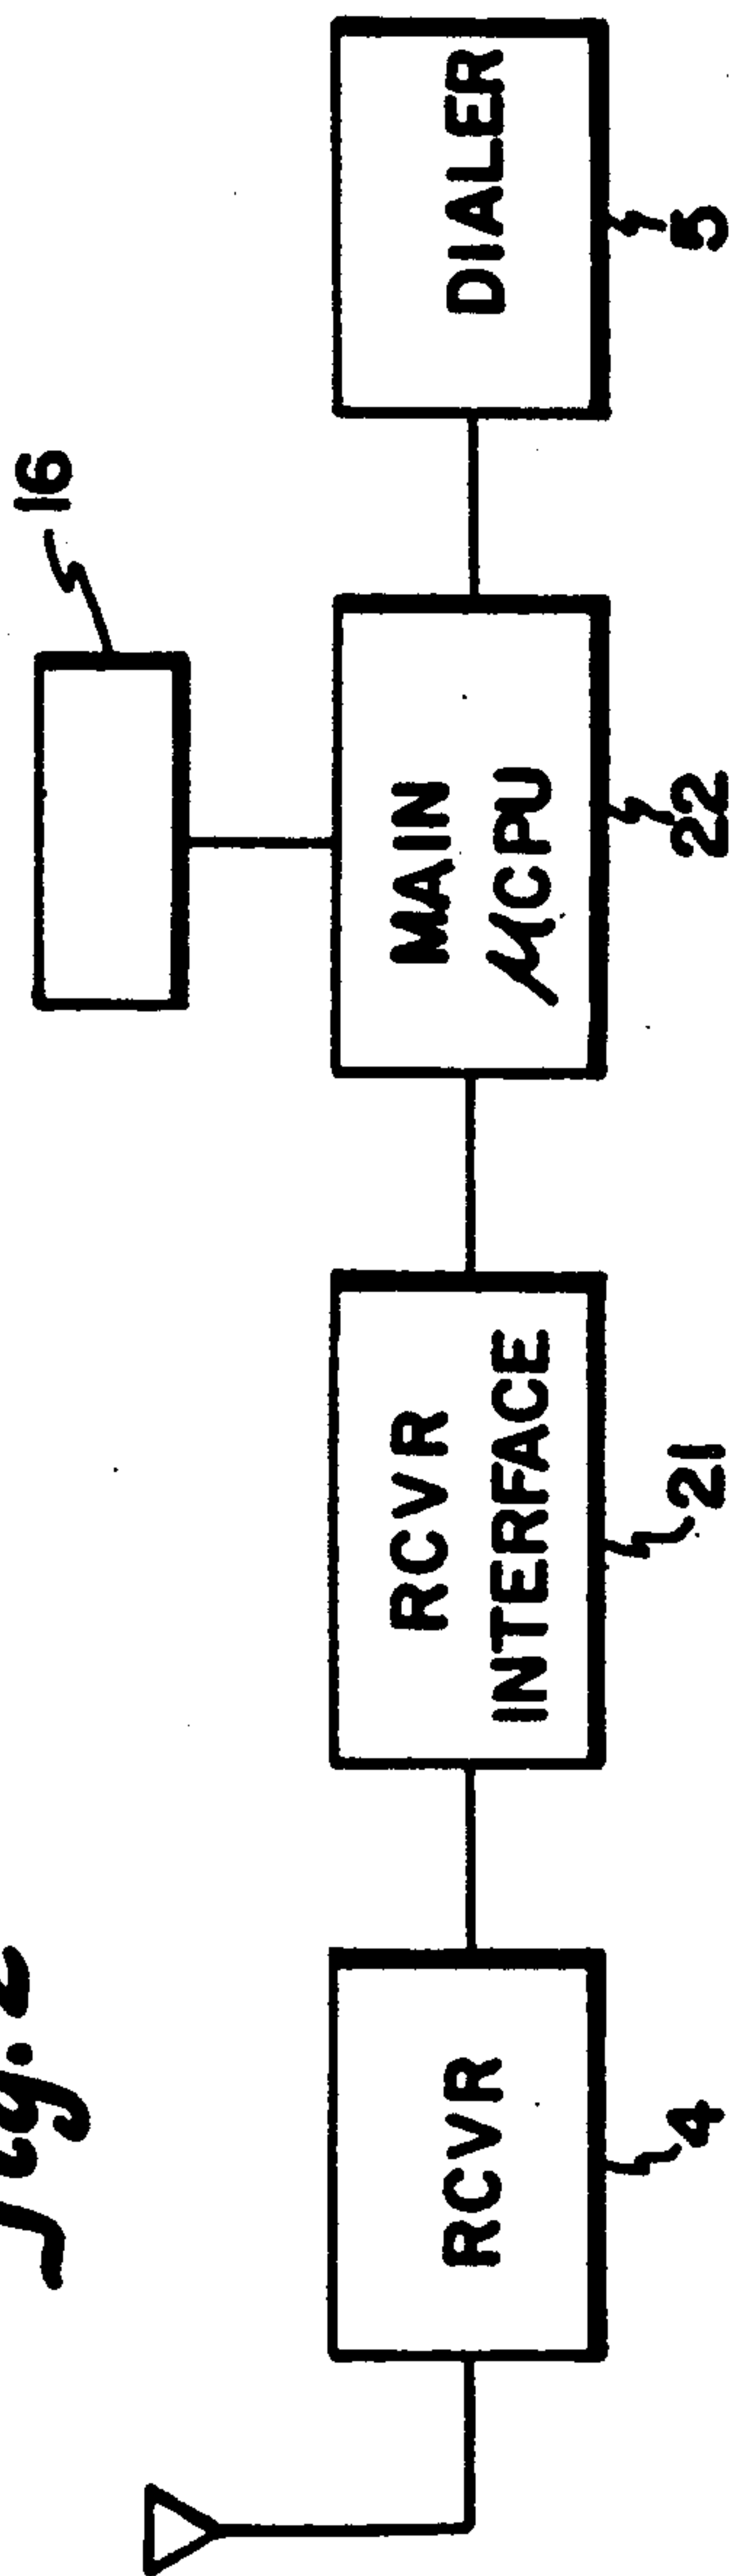 Fig. 2
16
RCVR
RCVR
INTERFACE
MAIN
μCPU
DIALER
4
21
22
5